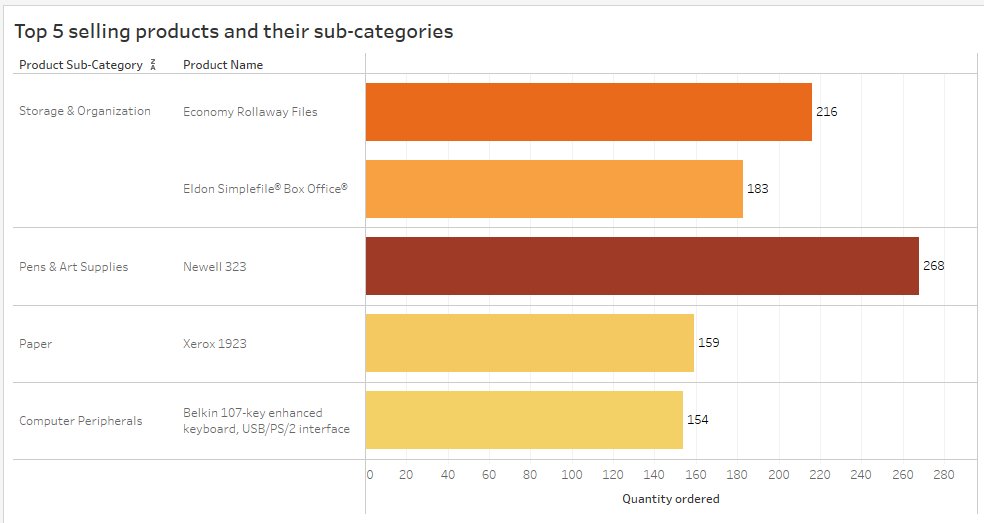 Top 5 selling products and their sub-categories
Product Sub-Category Z A Product Name
Storage & Organization Economy Rollaway Files 216
Eldon Simplefile® Box Office® 183
Pens & Art Supplies Newell 323 268
Paper Xerox 1923 159
Computer Peripherals Belkin 107-key enhanced
keyboard, USB/PS/2 interface 154
0 20 40 60 80 100 120 140 160 180 200 220 240 260 280
Quantity ordered